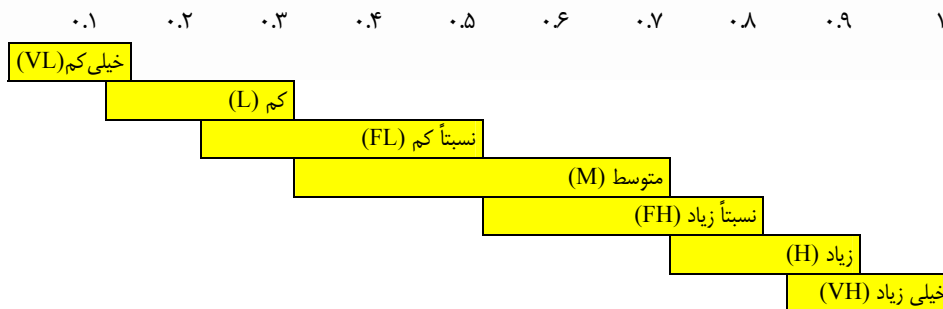 ۰.۱ ۰.۲ ۰.۳ ۰.۴ ۰.۵ ۰.۶ ۰.۷ ۰.۸ ۰.۹ ۱
خیلی‌کم(VL)
کم (L)
نسبتاً کم (FL)
متوسط (M)
نسبتاً زیاد (FH)
زیاد (H)
خیلی زیاد (VH)